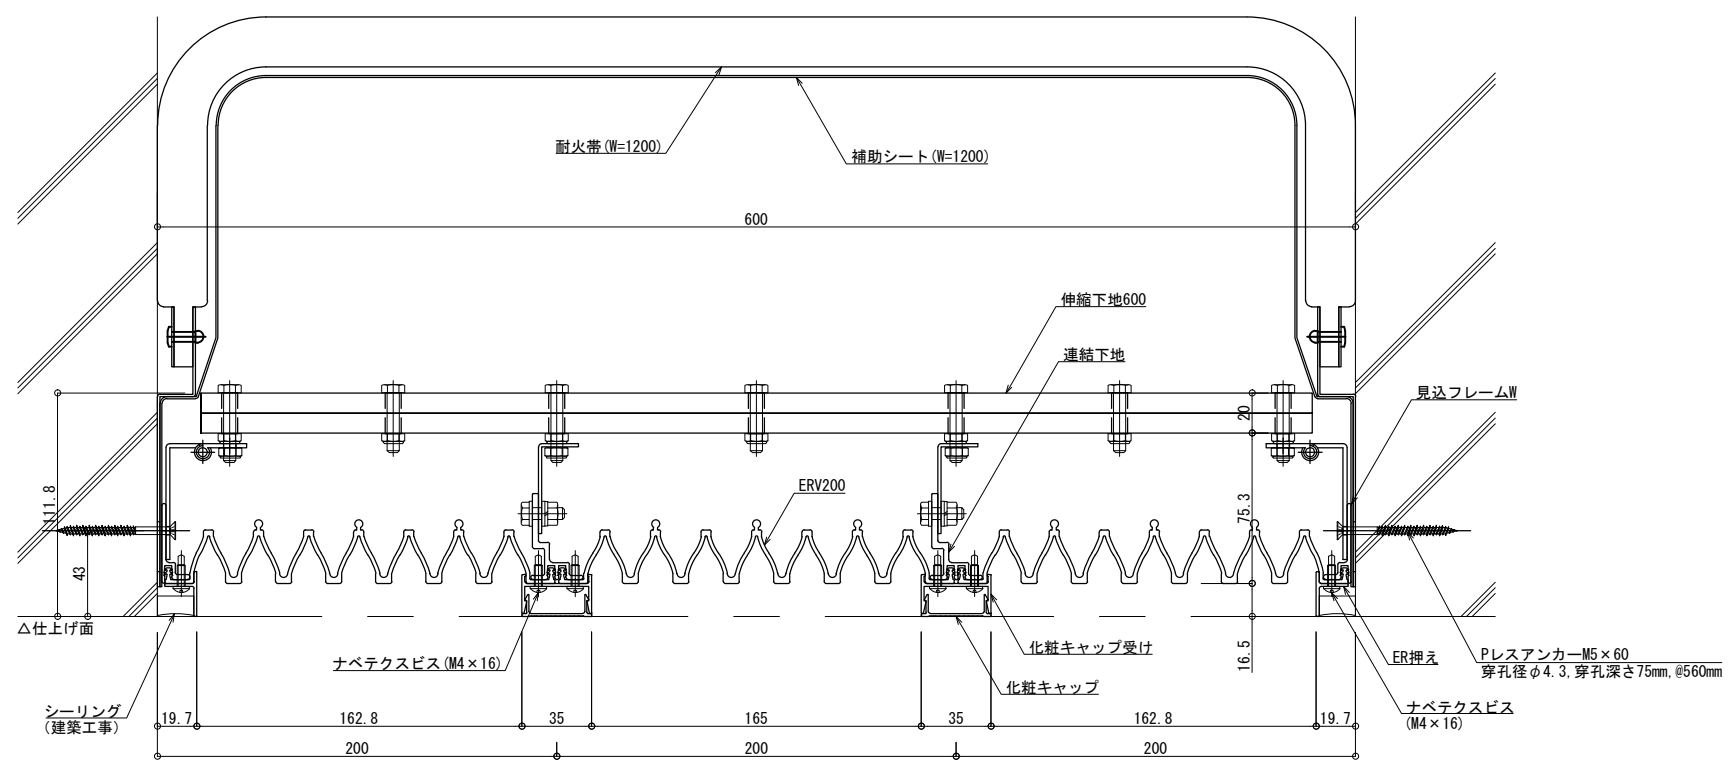 耐火帯(W=1200)
補助シート(W=1200)
600
伸縮下地600
連結下地
見込フレームW
20
111.8
ERV200
75.3
43
△仕上げ面
ナベテクスビス(M4×16)
化粧キャップ受け
16.5
ER押え
Pレスアンカー M5×60
穿孔径φ4.3,穿孔深さ75mm,@560mm
化粧キャップ
シーリング
(建築工事)
ナベテクスビス
(M4×16)
19.7
162.8
35
165
35
162.8
19.7
200
200
200